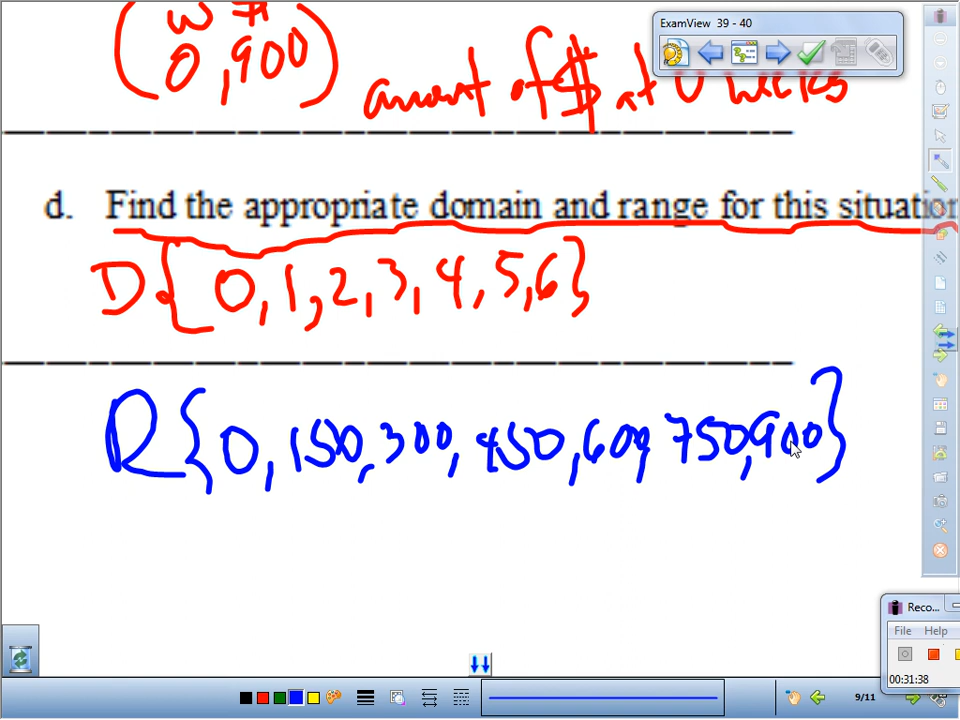 ExamView 39 - 40
w #
(0,900)
amount of $ at 0 weeks
d. Find the appropriate domain and range for this situation
D{0,1,2,3,4,5,6}
R{0,150,300,450,600,750,900}
Reco...
File Help
00:31:38
9/11